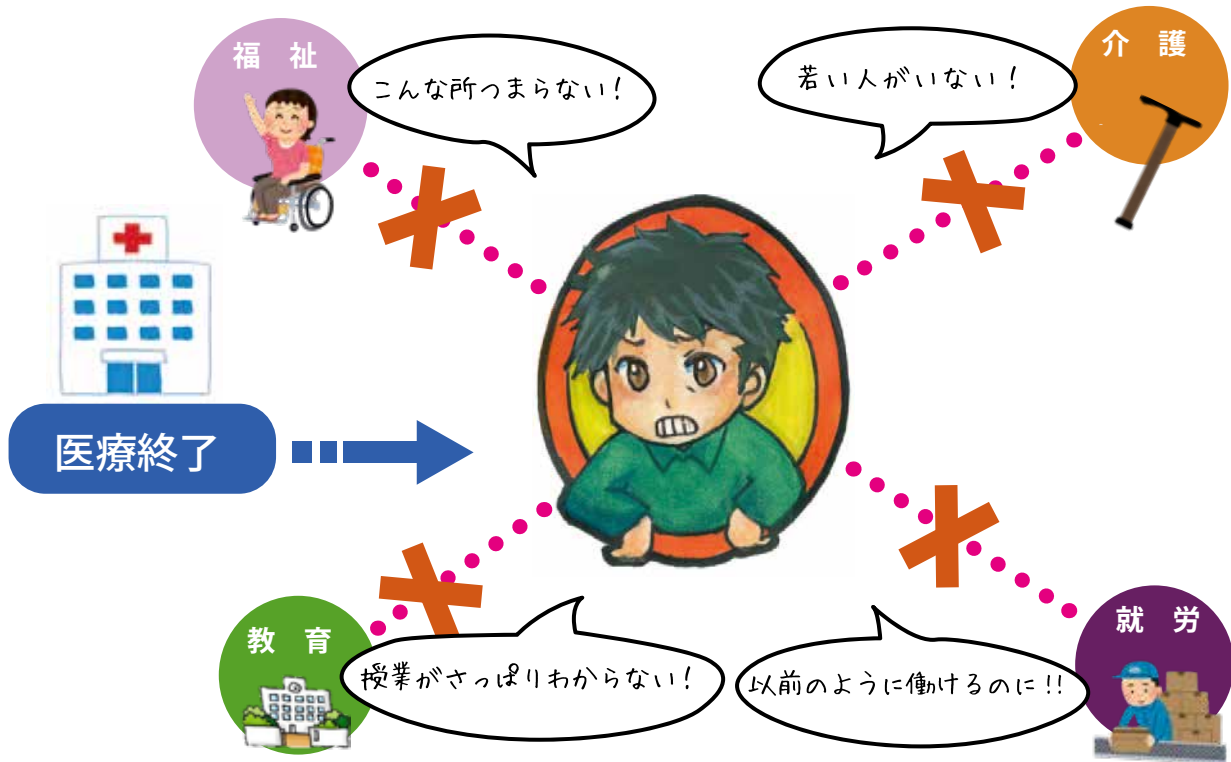 福 祉
こんな所つまらない!
若い人がいない!
介 護
医療終了
教 育
授業がさっぱりわからない!
以前のように働けるのに!!
就 労